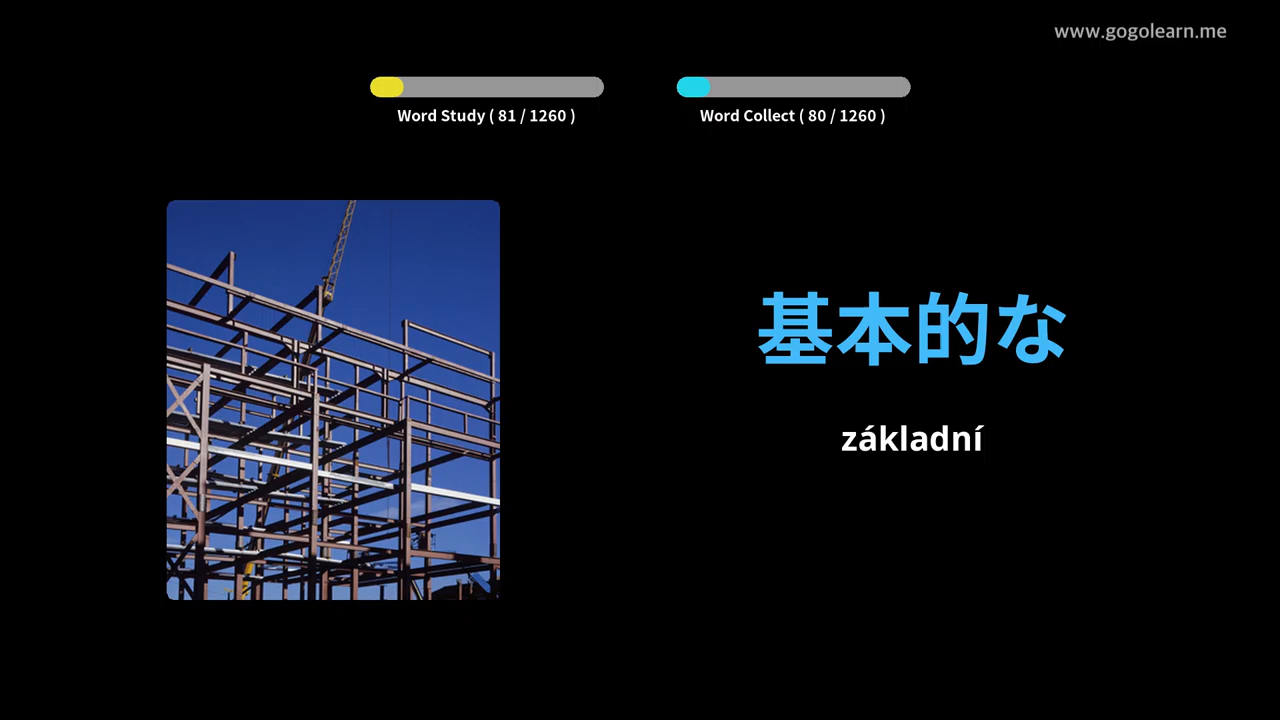 www.gogolearn.me
Word Study ( 81 / 1260 )
Word Collect ( 80 / 1260 )
基本的な
základní